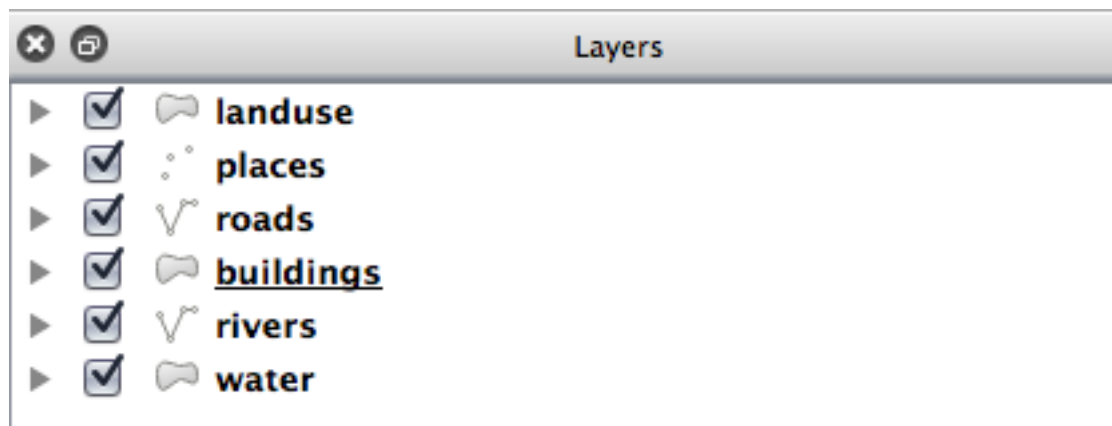 Layers
landuse
places
roads
buildings
rivers
water